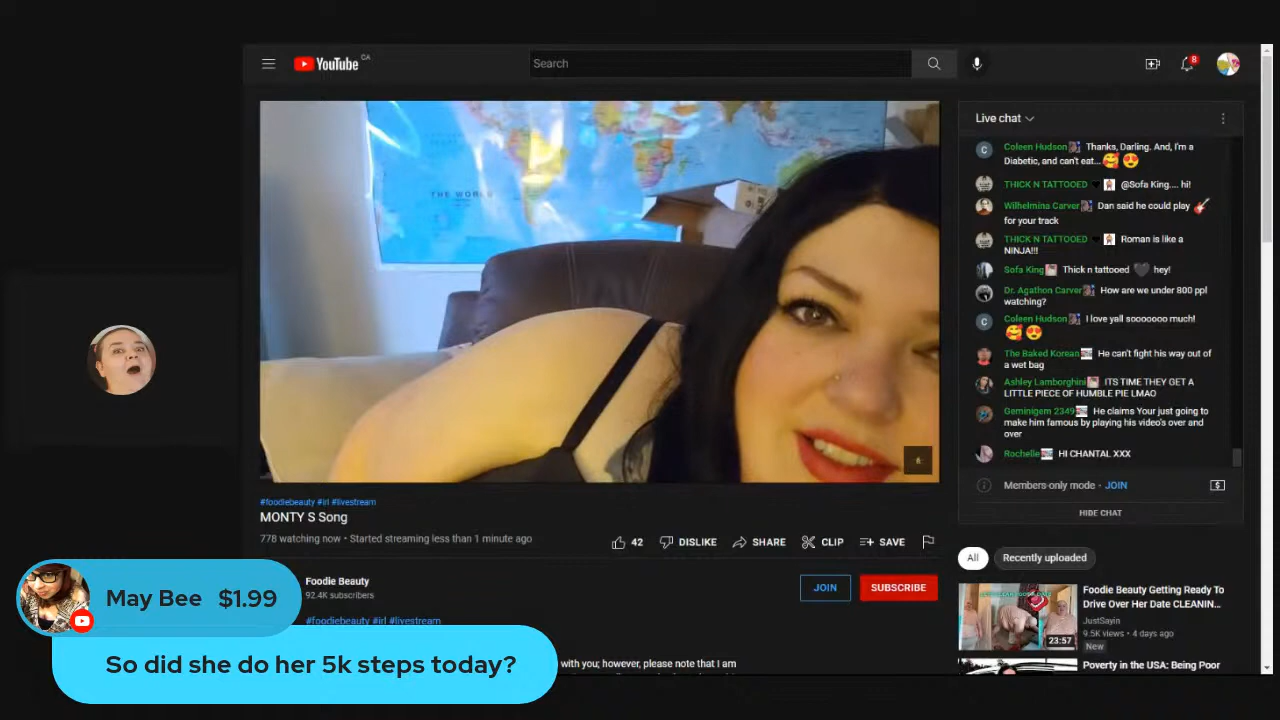 YouTube CA
Search
8
THE WORLD
Live chat
C
Coleen Hudson Thanks, Darling. And, I'm a
Diabetic, and can't eat...
THICK N TATTOOED @Sofa King.... hi!
Wilhelmina Carver Dan said he could play
for your track
THICK N TATTOOED Roman is like a
NINJA!!!
Sofa King Thick n tattooed hey!
Dr. Agathon Carver How are we under 800 ppl
watching?
C
Coleen Hudson I love yall sooooooo much!
The Baked Korean He can't fight his way out of
a wet bag
Ashley Lamborghini ITS TIME THEY GET A
LITTLE PIECE OF HUMBLE PIE LMAO
Geminigem 2349 He claims Your just going to
make him famous by playing his video's over and
over
Rochelle HI CHANTAL XXX
Members-only mode · JOIN
HIDE CHAT
#foodiebeauty #irl #livestream
MONTY S Song
778 watching now • Started streaming less than 1 minute ago
42 DISLIKE SHARE CLIP SAVE
Foodie Beauty
92.4K subscribers
JOIN SUBSCRIBE
#foodiebeauty #irl #livestream
with you; however, please note that I am
All Recently uploaded
Foodie Beauty Getting Ready To
Drive Over Her Date CLEANIN...
JustSayin
9.5K views • 4 days ago
New
23:57
Poverty in the USA: Being Poor
May Bee $1.99
So did she do her 5k steps today?